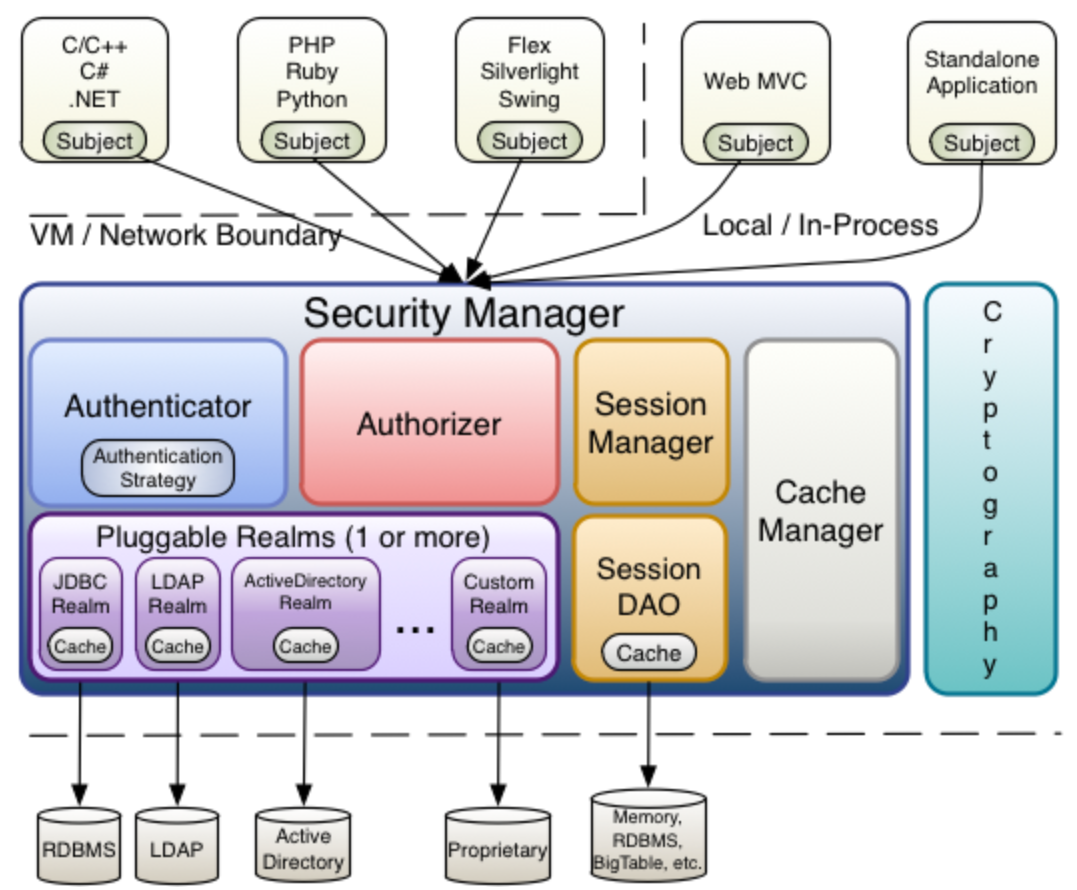 C/C++
C#
.NET
Subject
PHP
Ruby
Python
Subject
Flex
Silverlight
Swing
Subject
Web MVC
Subject
Standalone
Application
Subject
VM / Network Boundary
Local / In-Process
Security Manager
Authenticator
Authentication
Strategy
Authorizer
Session
Manager
Cache
Manager
Pluggable Realms (1 or more)
JDBC
Realm
Cache
LDAP
Realm
Cache
ActiveDirectory
Realm
Cache
...
Custom
Realm
Cache
Session
DAO
Cache
Cryptography
RDBMS
LDAP
Active
Directory
Proprietary
Memory,
RDBMS,
BigTable, etc.